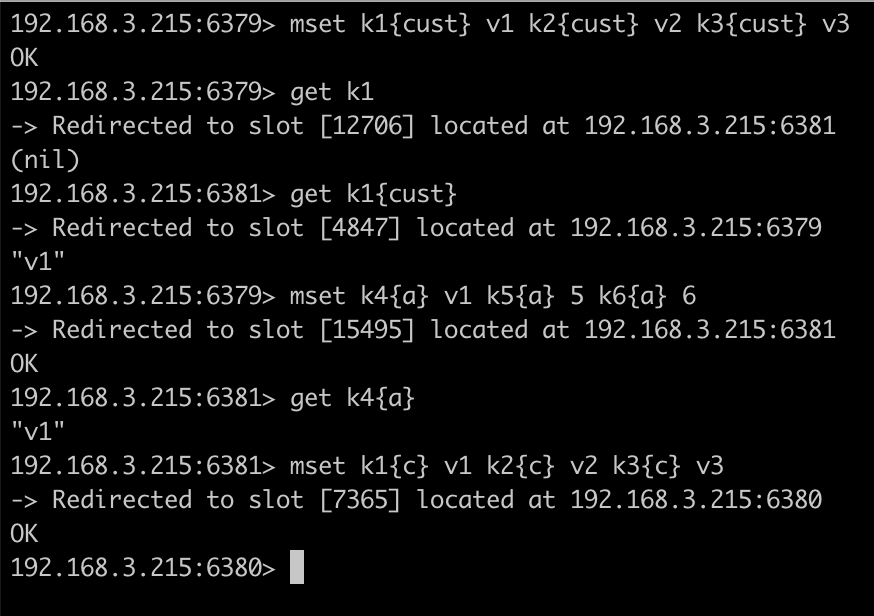 192.168.3.215:6379> mset k1{cust} v1 k2{cust} v2 k3{cust} v3
OK
192.168.3.215:6379> get k1
-> Redirected to slot [12706] located at 192.168.3.215:6381
(nil)
192.168.3.215:6381> get k1{cust}
-> Redirected to slot [4847] located at 192.168.3.215:6379
"v1"
192.168.3.215:6379> mset k4{a} v1 k5{a} 5 k6{a} 6
-> Redirected to slot [15495] located at 192.168.3.215:6381
OK
192.168.3.215:6381> get k4{a}
"v1"
192.168.3.215:6381> mset k1{c} v1 k2{c} v2 k3{c} v3
-> Redirected to slot [7365] located at 192.168.3.215:6380
OK
192.168.3.215:6380>